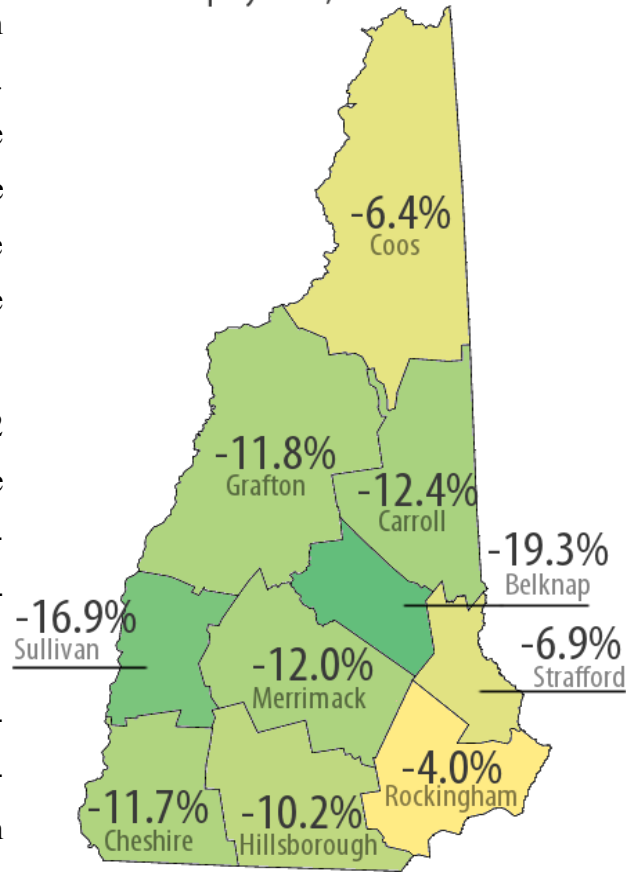 -6.4%
Coos
-11.8%
Grafton
-12.4%
Carroll
-19.3%
Belknap
-16.9%
Sullivan
-6.9%
Strafford
-12.0%
Merrimack
-4.0%
Rockingham
-11.7%
Cheshire
-10.2%
Hillsborough